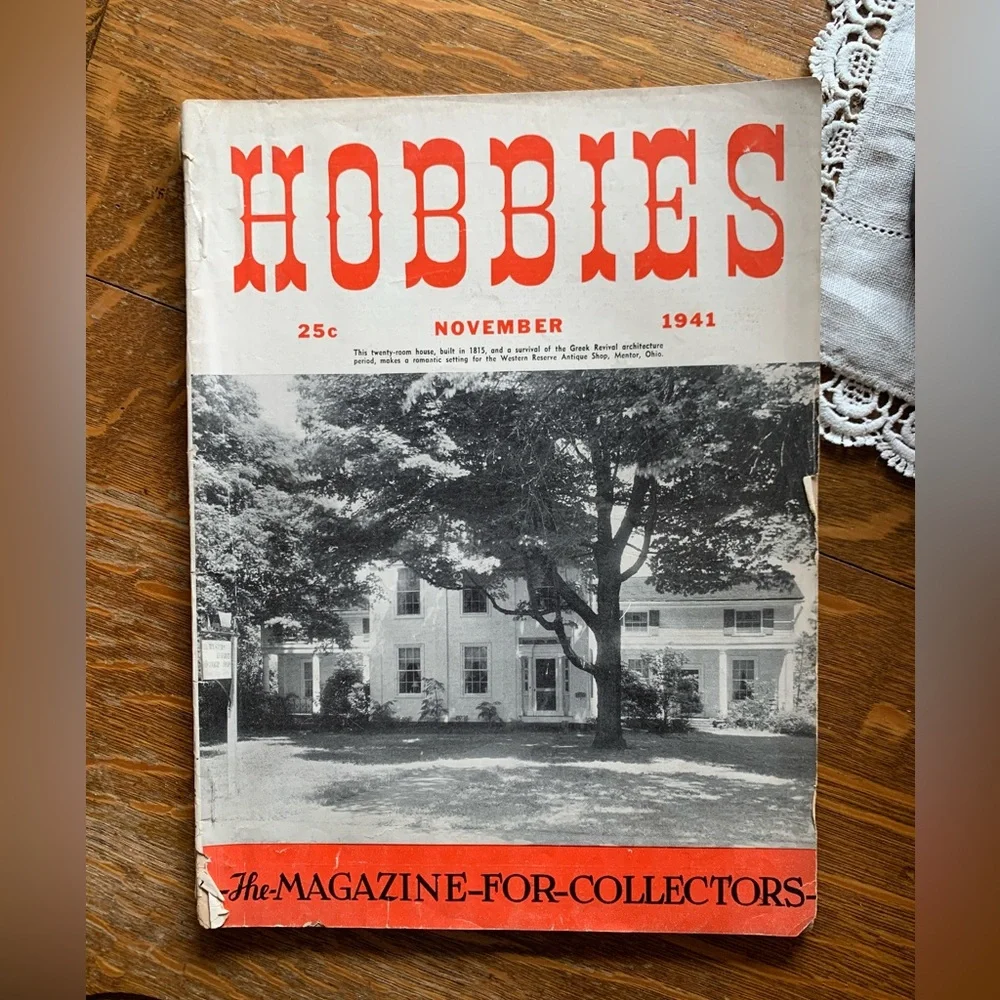 HOBBIES
25c NOVEMBER 1941
This twenty-room house, built in 1815, and a survival of the Greek Revival architecture
period, makes a romantic setting for the Western Reserve Antique Shop, Mentor, Ohio.
-The-MAGAZINE-FOR-COLLECTORS-